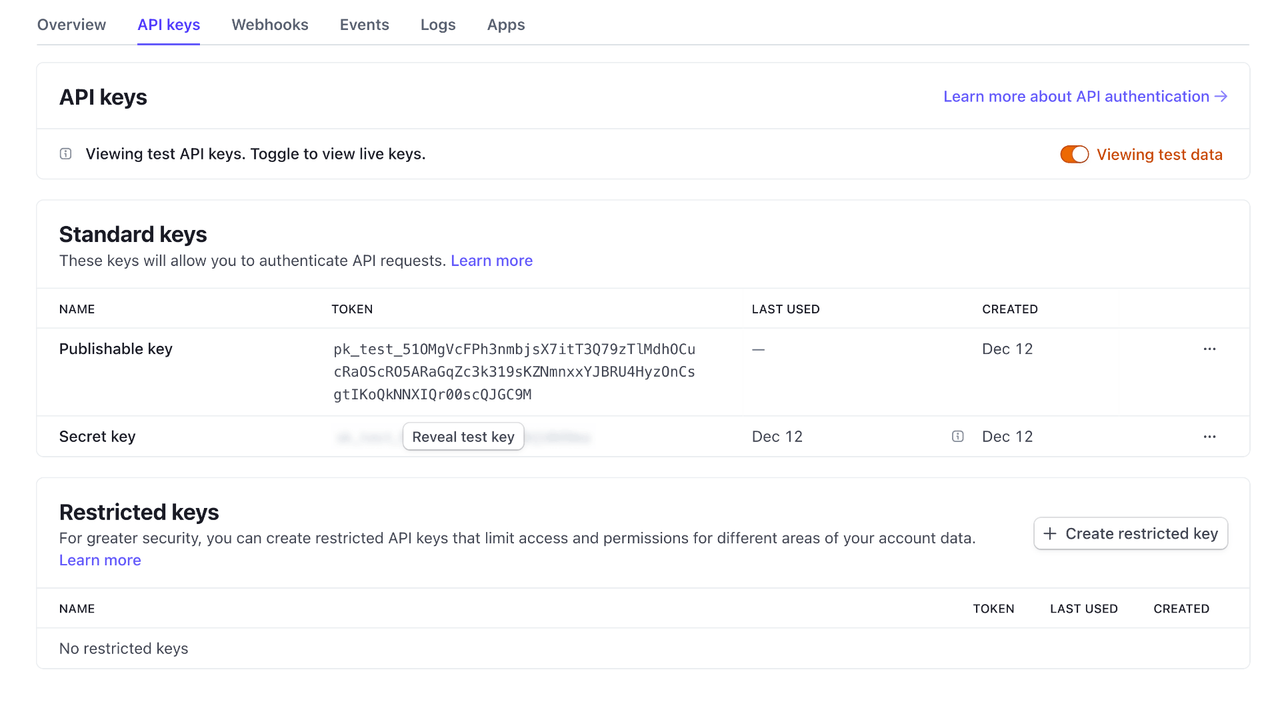 Overview API keys Webhooks Events Logs Apps
API keys
Learn more about API authentication →
Viewing test API keys. Toggle to view live keys.
Viewing test data
Standard keys
These keys will allow you to authenticate API requests. Learn more
NAME TOKEN LAST USED CREATED
Publishable key pk_test_51OMgVcFPh3nmbjsX7itT3Q79zTlMdhOCu — Dec 12 ···
cRaOScRO5ARaGqZc3k319sKZNmnxxYJBRU4HyzOnCs
gtIKoQkNNXIQr00scQJGC9M
Secret key Reveal test key Dec 12 Dec 12 ···
Restricted keys
For greater security, you can create restricted API keys that limit access and permissions for different areas of your account data.
Learn more
+ Create restricted key
NAME TOKEN LAST USED CREATED
No restricted keys